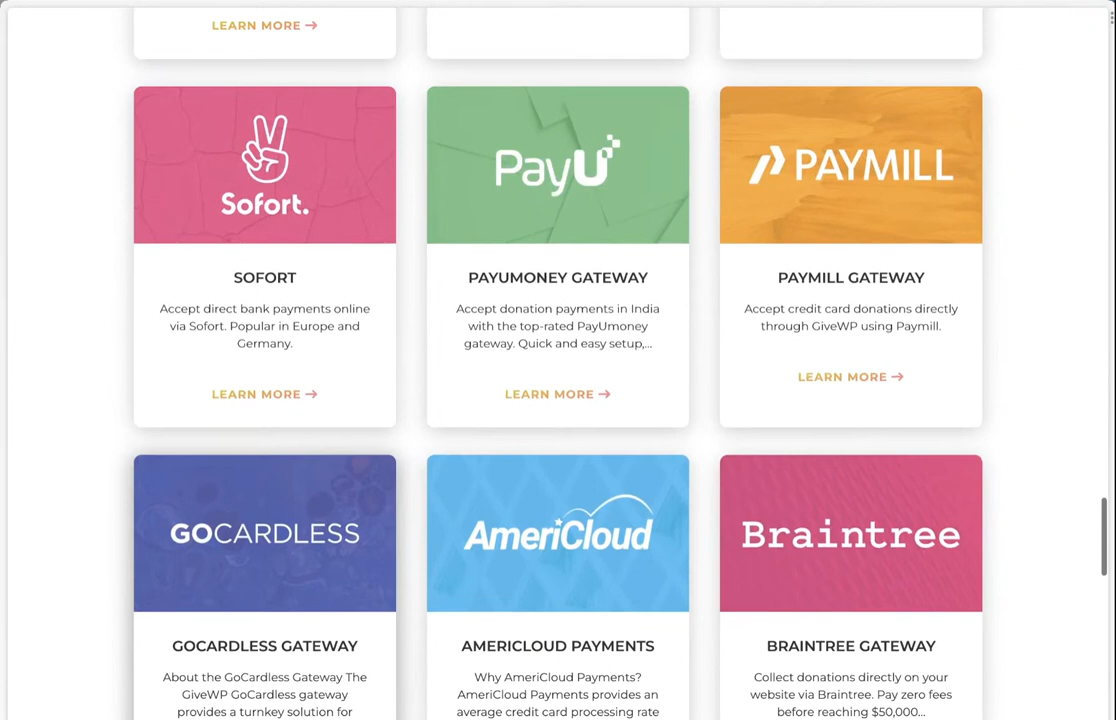 LEARN MORE →
Sofort.
PayU
PAYMILL
SOFORT
Accept direct bank payments online
via Sofort. Popular in Europe and
Germany.
LEARN MORE →
PAYUMONEY GATEWAY
Accept donation payments in India
with the top-rated PayUmoney
gateway. Quick and easy setup,...
LEARN MORE →
PAYMILL GATEWAY
Accept credit card donations directly
through GiveWP using Paymill.
LEARN MORE →
GOCARDLESS
AmeriCloud
Braintree
GOCARDLESS GATEWAY
About the GoCardless Gateway The
GiveWP GoCardless gateway
provides a turnkey solution for
AMERICLOUD PAYMENTS
Why AmeriCloud Payments?
AmeriCloud Payments provides an
average credit card processing rate
BRAINTREE GATEWAY
Collect donations directly on your
website via Braintree. Pay zero fees
before reaching $50,000...